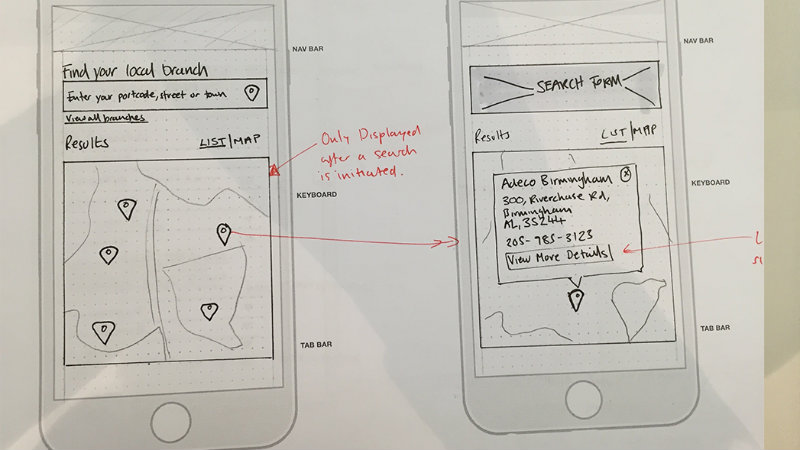 NAV BAR
Find your local branch
Enter your postcode, street or town
View all branches
Results LIST|MAP
Only Displayed
after a search
is initiated.
KEYBOARD
TAB BAR
NAV BAR
SEARCH FORM
Results LIST|MAP
Adeco Birmingham
300, Riverchase Rd,
Birmingham
AL, 35244
205-985-3123
View More Details
KEYBOARD
TAB BAR